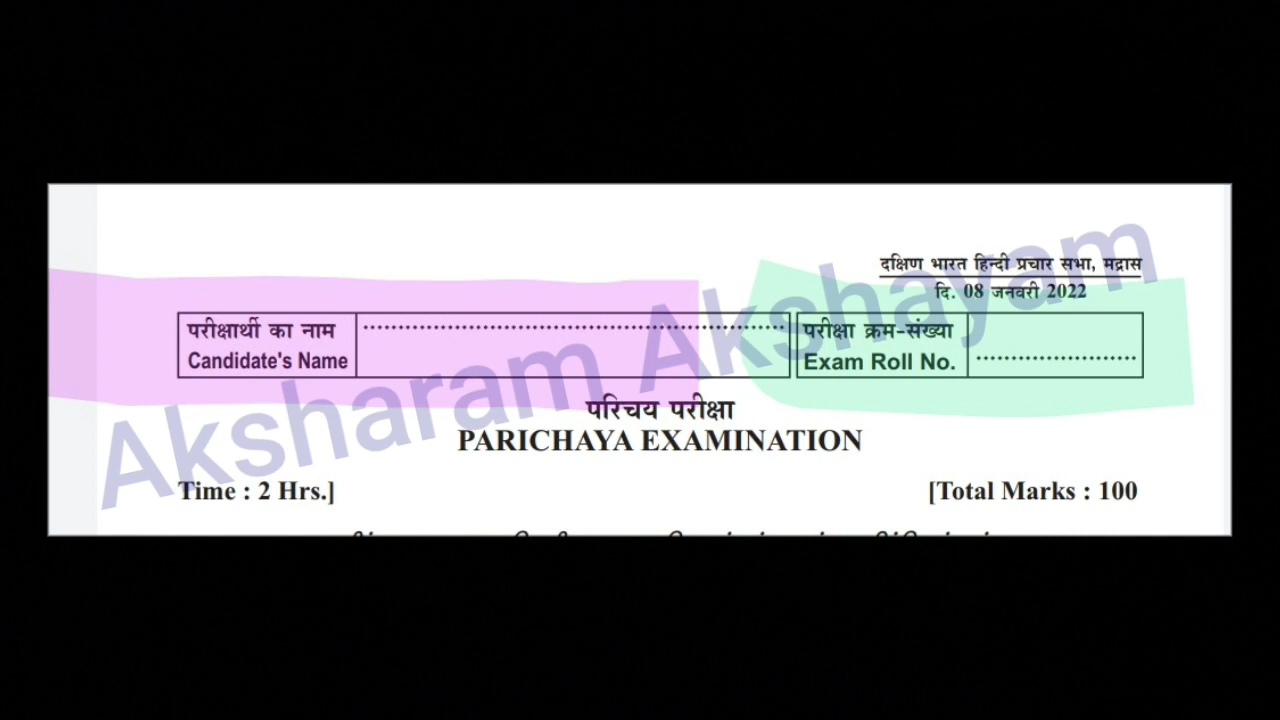 दक्षिण भारत हिन्दी प्रचार सभा, मद्रास
दि. 08 जनवरी 2022
परीक्षार्थी का नाम
Candidate's Name
परीक्षा क्रम-संख्या
Exam Roll No.
परिचय परीक्षा
PARICHAYA EXAMINATION
Time : 2 Hrs.]
[Total Marks : 100
Aksharam Akshayam